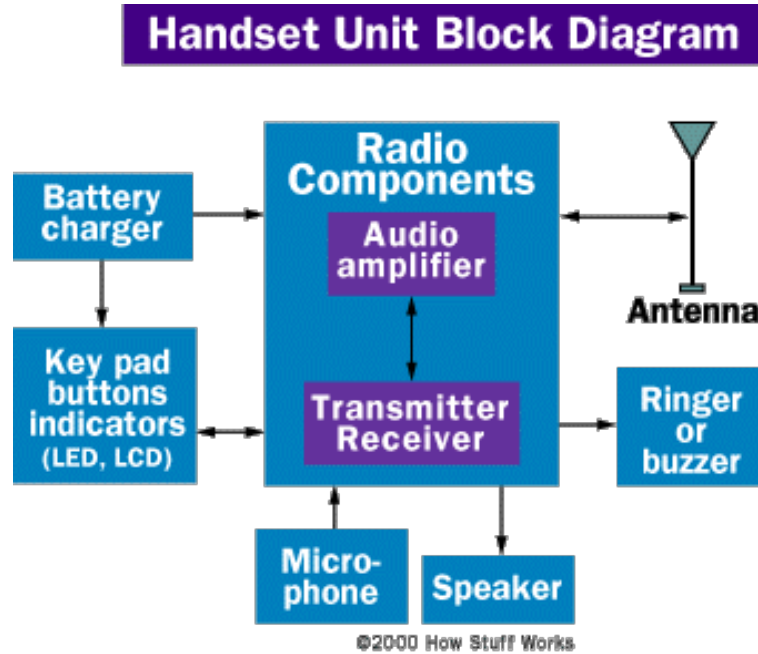 Handset Unit Block Diagram
Radio
Components
Battery
charger
Audio
amplifier
Antenna
Key pad
buttons
indicators
(LED, LCD)
Transmitter
Receiver
Ringer
or
buzzer
Micro-
phone
Speaker
©2000 How Stuff Works